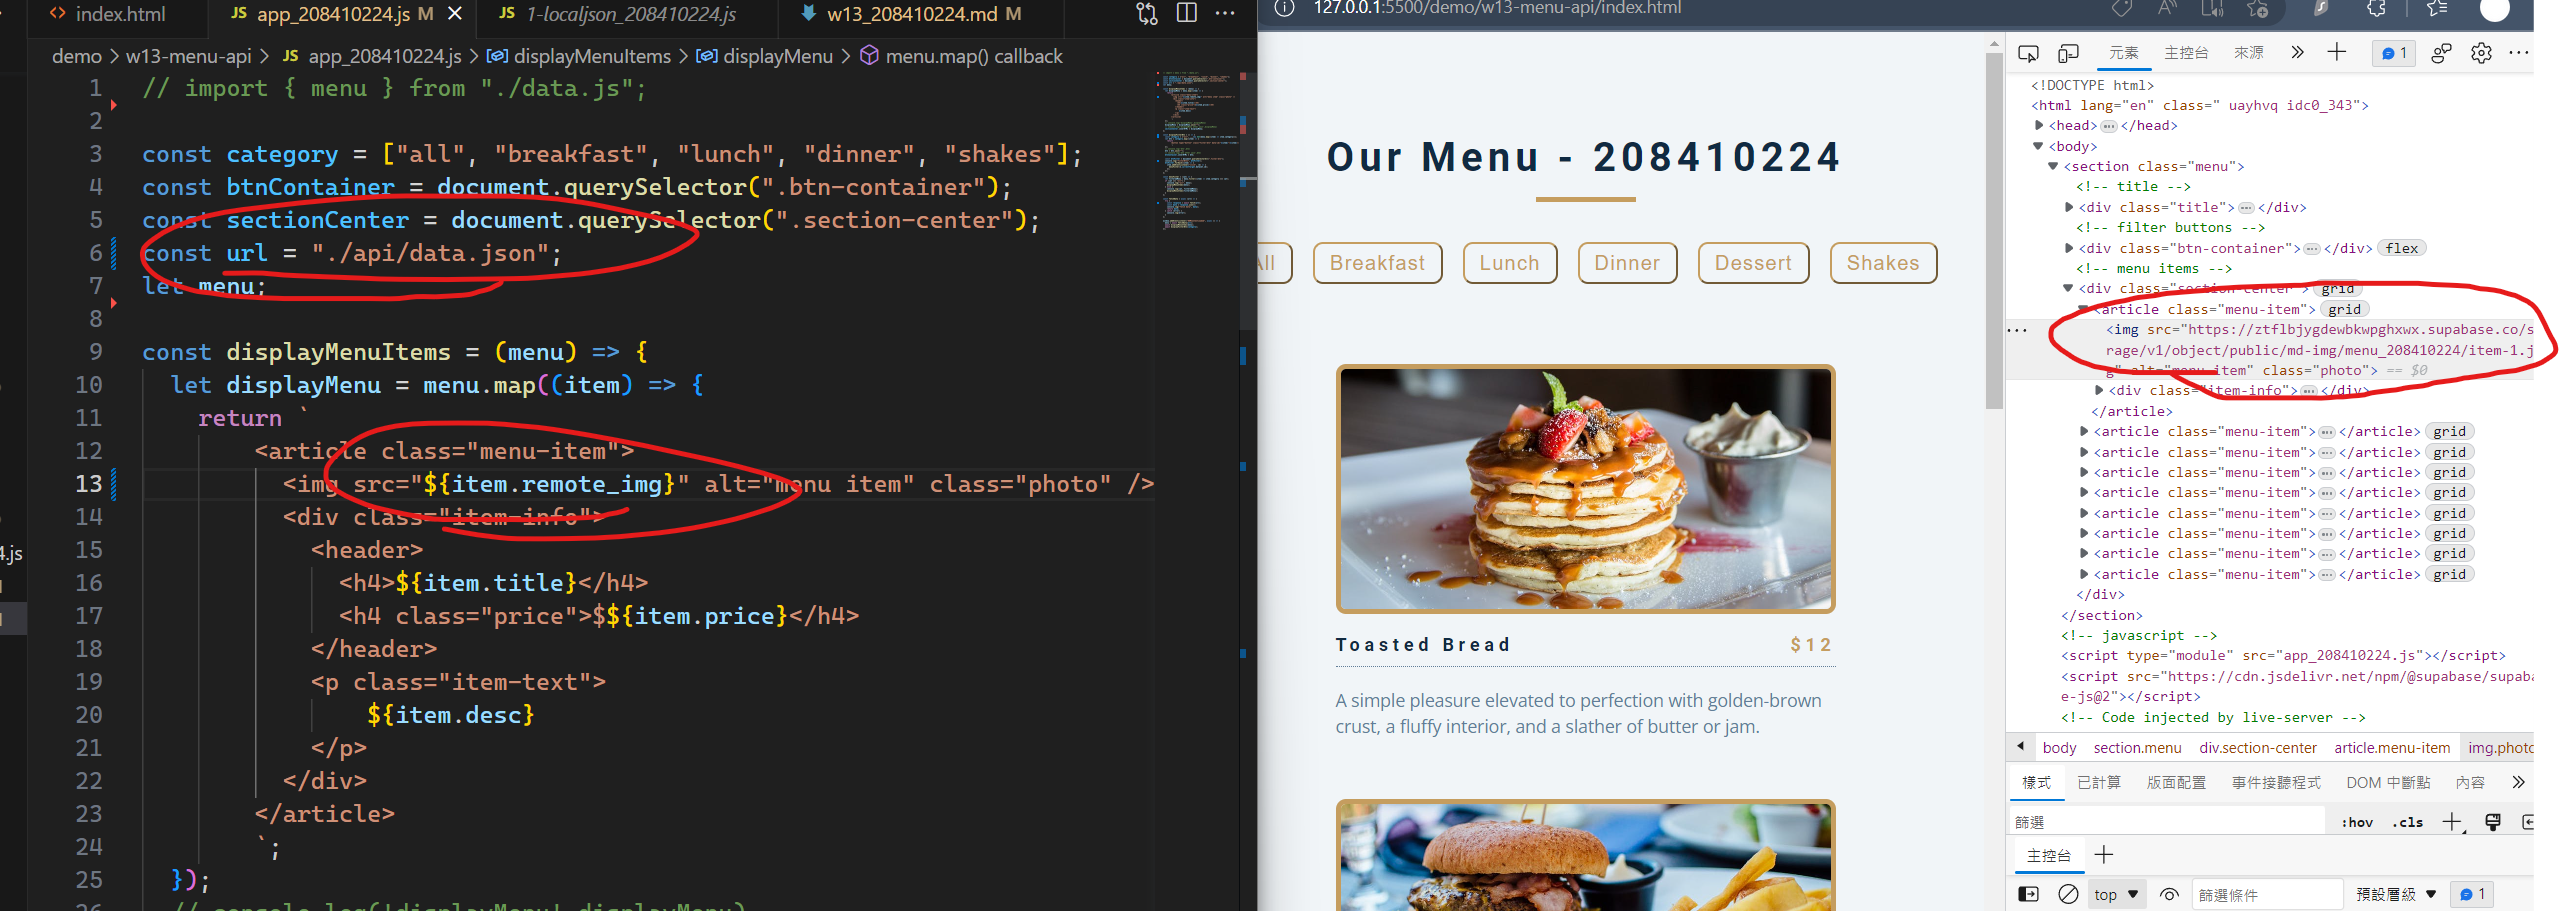 index.html
app_208410224.js M
1-localjson_208410224.js
w13_208410224.md M
demo > w13-menu-api > app_208410224.js > displayMenuItems > displayMenu > menu.map() callback
1 // import { menu } from "./data.js";
2
3 const category = ["all", "breakfast", "lunch", "dinner", "shakes"];
4 const btnContainer = document.querySelector(".btn-container");
5 const sectionCenter = document.querySelector(".section-center");
6 const url = "./api/data.json";
7 let menu;
8
9 const displayMenuItems = (menu) => {
10 let displayMenu = menu.map((item) => {
11 return `
12 <article class="menu-item">
13 <img src="${item.remote_img}" alt="menu item" class="photo" />
14 <div class="item-info">
15 <header>
16 <h4>${item.title}</h4>
17 <h4 class="price">$${item.price}</h4>
18 </header>
19 <p class="item-text">
20 ${item.desc}
21 </p>
22 </div>
23 </article>
24 `;
25 });
26 // console.log('displayMenu',displayMenu)
4.js
127.0.0.1:5500/demo/w13-menu-api/index.html
Our Menu - 208410224
All
Breakfast
Lunch
Dinner
Dessert
Shakes
Toasted Bread
$12
A simple pleasure elevated to perfection with golden-brown
crust, a fluffy interior, and a slather of butter or jam.
元素 主控台 來源 1
<!DOCTYPE html>
<html lang="en" class=" uayhvq idc0_343">
<head> ··· </head>
<body>
<section class="menu">
<!-- title -->
<div class="title"> ··· </div>
<!-- filter buttons -->
<div class="btn-container"> ··· </div> flex
<!-- menu items -->
<div class="section-center"> grid
<article class="menu-item"> grid
<img src="https://ztflbjygdewbkwpghxwx.supabase.co/s
rage/v1/object/public/md-img/menu_208410224/item-1.j
g" alt="menu item" class="photo"> == $0
<div class="item-info"> ··· </div>
</article>
<article class="menu-item"> ··· </article> grid
<article class="menu-item"> ··· </article> grid
<article class="menu-item"> ··· </article> grid
<article class="menu-item"> ··· </article> grid
<article class="menu-item"> ··· </article> grid
<article class="menu-item"> ··· </article> grid
<article class="menu-item"> ··· </article> grid
<article class="menu-item"> ··· </article> grid
</div>
</section>
<!-- javascript -->
<script type="module" src="app_208410224.js"></script>
<script src="https://cdn.jsdelivr.net/npm/@supabase/supaba
e-js@2"></script>
<!-- Code injected by live-server -->
body section.menu div.section-center article.menu-item img.photo
樣式 已計算 版面配置 事件接聽程式 DOM 中斷點 內容
篩選 :hov .cls
主控台
top 篩選條件 預設層級 1